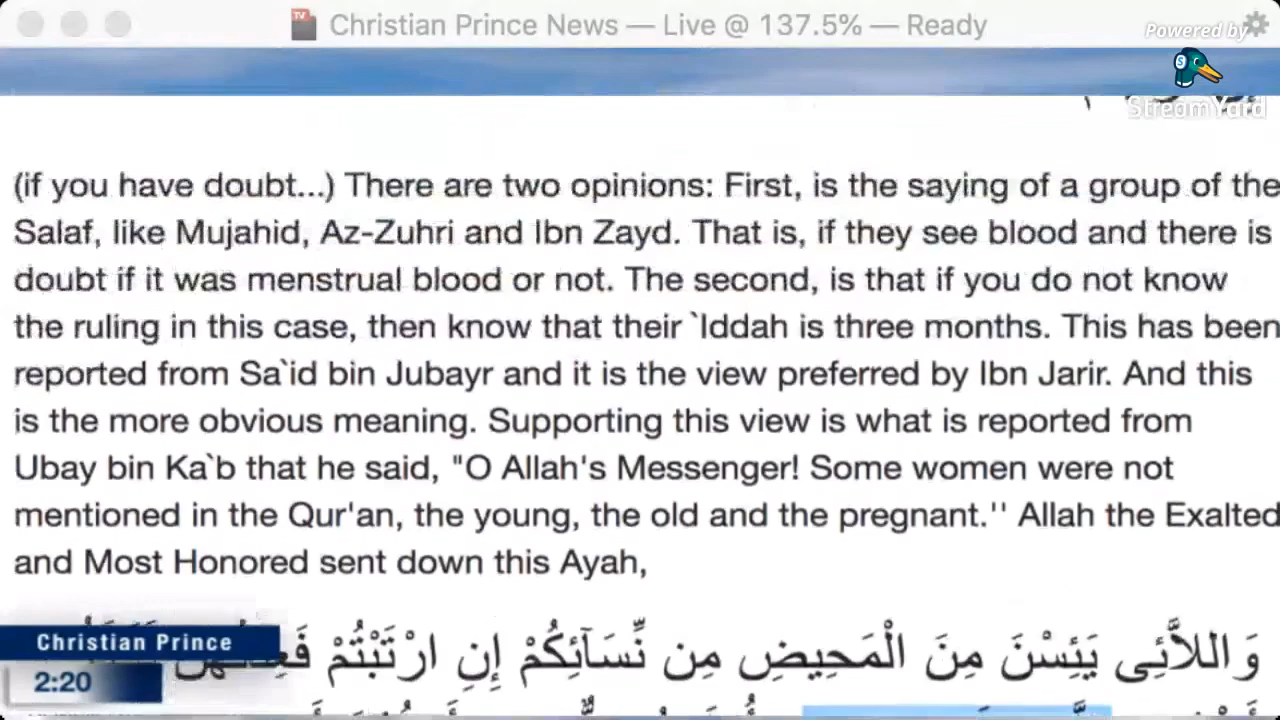 Christian Prince News — Live @ 137.5% — Ready
Powered by
StreamYard
(if you have doubt...) There are two opinions: First, is the saying of a group of the
Salaf, like Mujahid, Az-Zuhri and Ibn Zayd. That is, if they see blood and there is
doubt if it was menstrual blood or not. The second, is that if you do not know
the ruling in this case, then know that their `Iddah is three months. This has been
reported from Sa`id bin Jubayr and it is the view preferred by Ibn Jarir. And this
is the more obvious meaning. Supporting this view is what is reported from
Ubay bin Ka`b that he said, "O Allah's Messenger! Some women were not
mentioned in the Qur'an, the young, the old and the pregnant.'' Allah the Exalted
and Most Honored sent down this Ayah,
وَاللاَّئِى يَئِسْنَ مِنَ الْمَحِيضِ مِن نِّسَآئِكُمْ إِنِ ارْتَبْتُمْ
Christian Prince
2:20